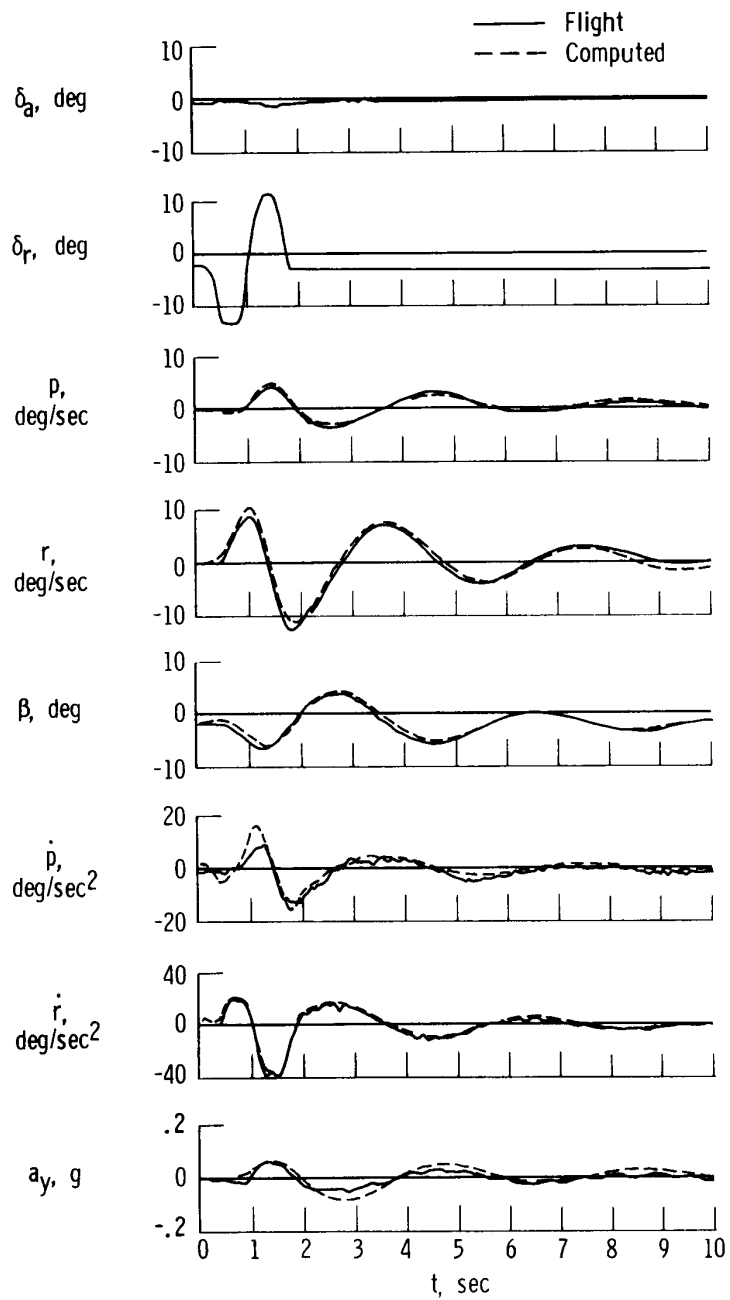 Flight
Computed
10
δa, deg
0
-10
10
δr, deg
0
-10
10
p,
deg/sec
0
-10
10
r,
deg/sec
0
-10
10
β, deg
0
-10
20
ṗ,
deg/sec2
0
-20
40
ṙ,
deg/sec2
0
-40
.2
ay, g
0
-.2
0 1 2 3 4 5 6 7 8 9 10
t, sec